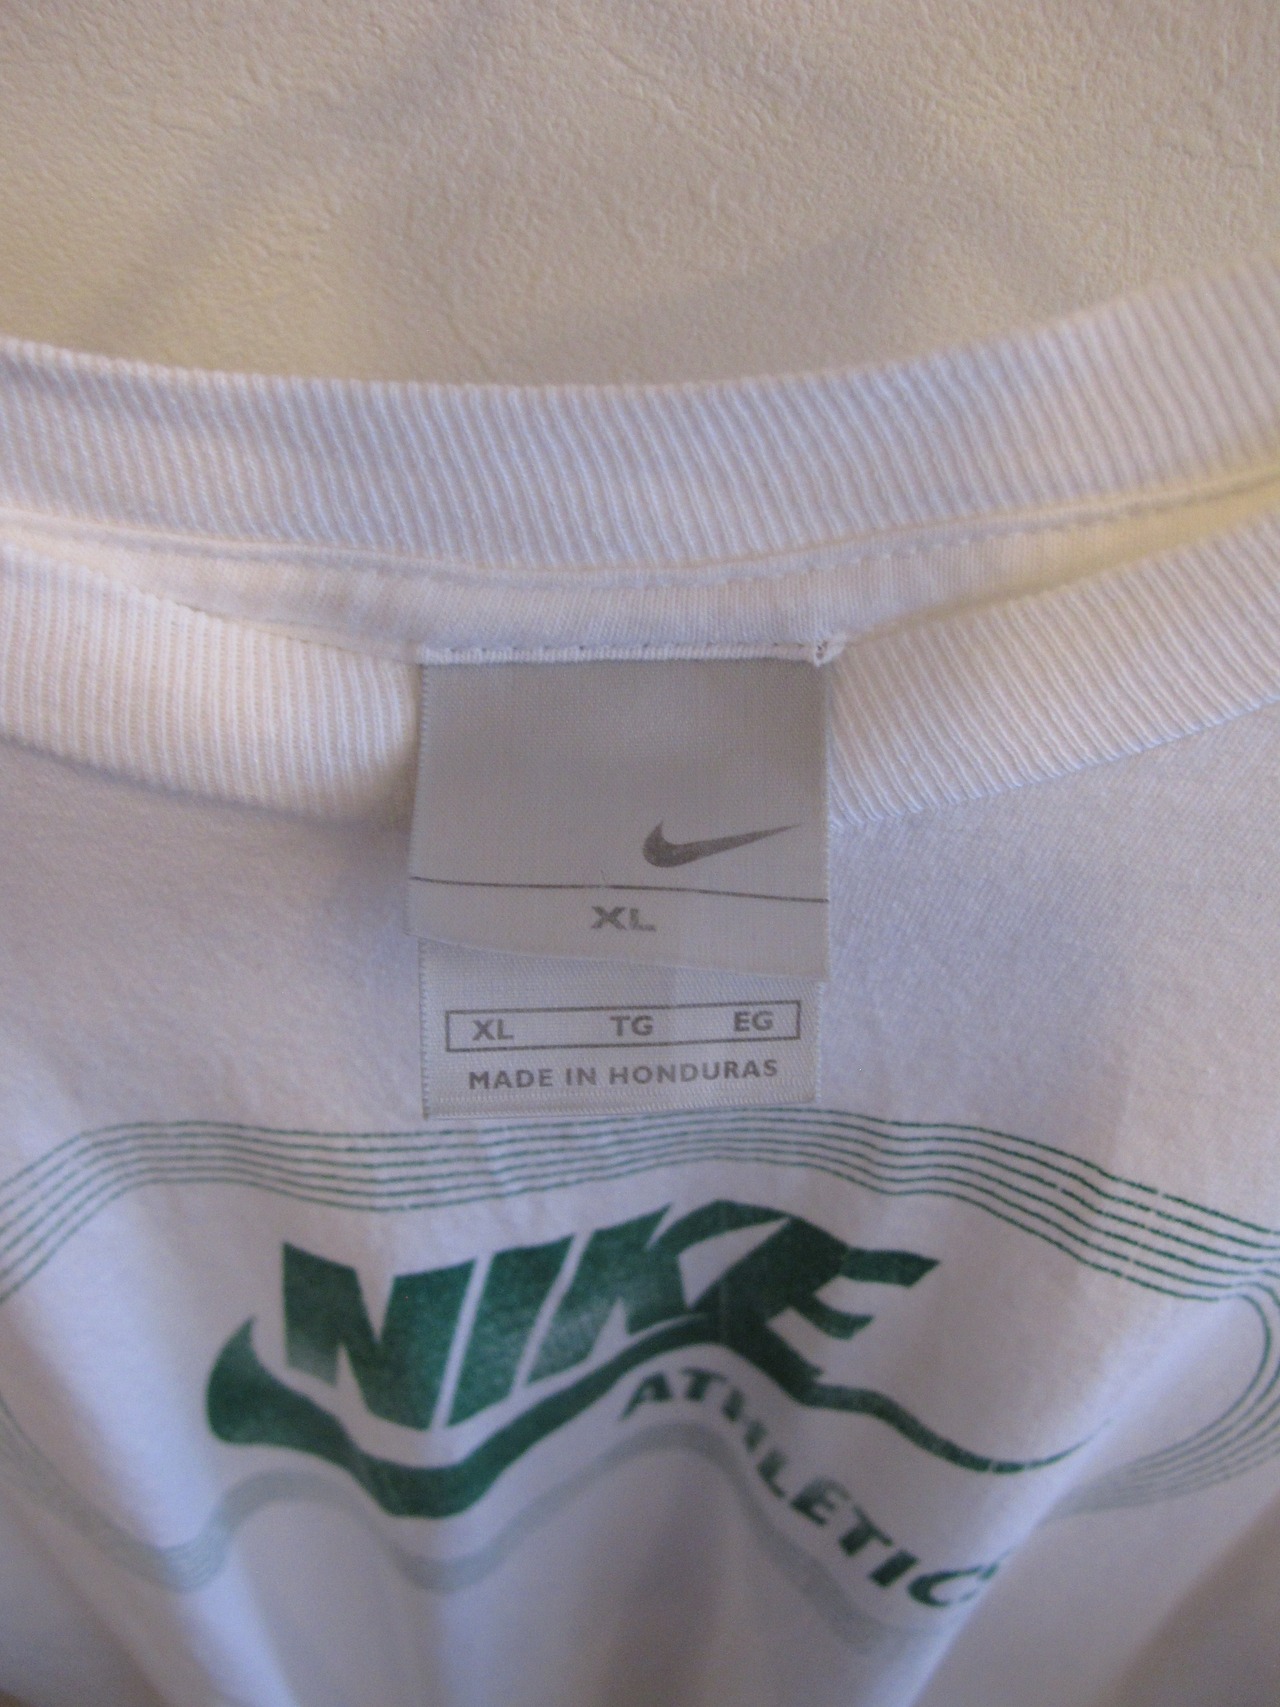 XL
XL TG EG
MADE IN HONDURAS
NIKE
ATHLETIC